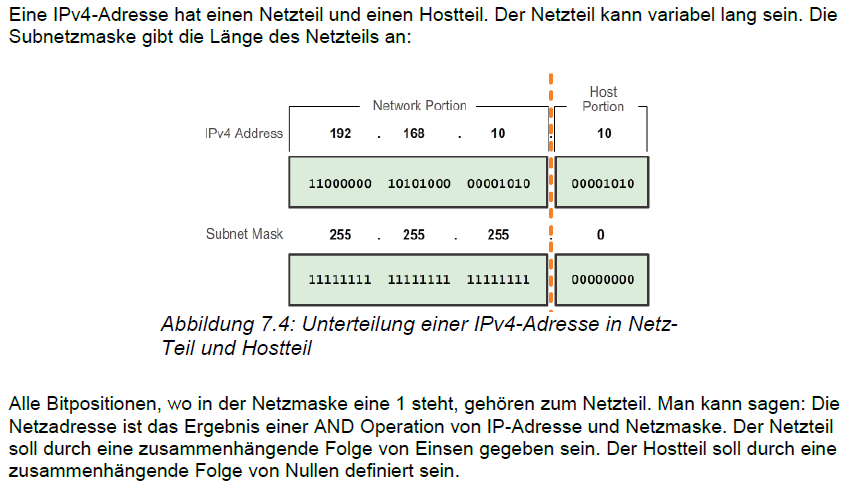 Eine IPv4-Adresse hat einen Netzteil und einen Hostteil. Der Netzteil kann variabel lang sein. Die
Subnetzmaske gibt die Länge des Netzteils an:
Network Portion
Host
Portion
IPv4 Address 192 . 168 . 10 . 10
11000000 10101000 00001010 00001010
Subnet Mask 255 . 255 . 255 . 0
11111111 11111111 11111111 00000000
Abbildung 7.4: Unterteilung einer IPv4-Adresse in Netz-
Teil und Hostteil
Alle Bitpositionen, wo in der Netzmaske eine 1 steht, gehören zum Netzteil. Man kann sagen: Die
Netzadresse ist das Ergebnis einer AND Operation von IP-Adresse und Netzmaske. Der Netzteil
soll durch eine zusammenhängende Folge von Einsen gegeben sein. Der Hostteil soll durch eine
zusammenhängende Folge von Nullen definiert sein.